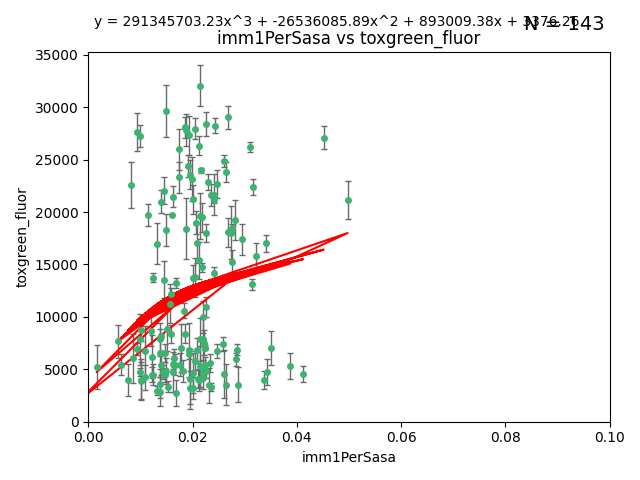 y = 291345703.23x^3 + -26536085.89x^2 + 893009.38x + 3376.26
N = 143
imm1PerSasa vs toxgreen_fluor
35000
30000
25000
20000
15000
10000
5000
0
toxgreen_fluor
0.00 0.02 0.04 0.06 0.08 0.10
imm1PerSasa